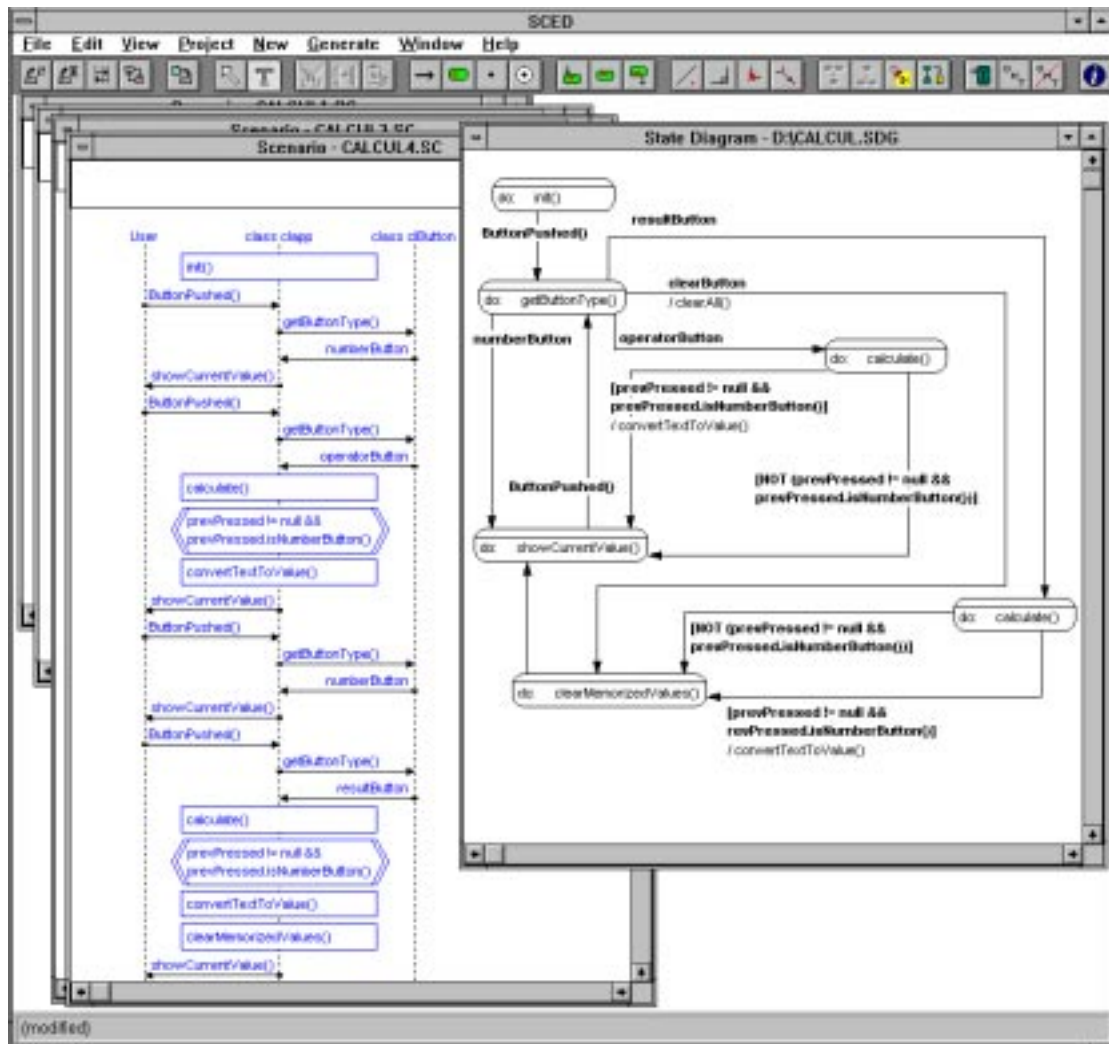 SCED
File Edit View Project New Generate Window Help
Scenario - CALCUL3.SC
Scenario - CALCUL4.SC
User class clapp class clButton
init()
ButtonPushed()
getButtonType()
numberButton
showCurrentValue()
ButtonPushed()
getButtonType()
operatorButton
calculate()
prevPressed != null &&
prevPressed.isNumberButton()
convertTextToValue()
showCurrentValue()
ButtonPushed()
getButtonType()
numberButton
showCurrentValue()
ButtonPushed()
getButtonType()
resultButton
calculate()
prevPressed != null &&
prevPressed.isNumberButton()
convertTextToValue()
clearMemorizedValues()
showCurrentValue()
State Diagram - D:\CALCUL.SDG
do: init()
resultButton
ButtonPushed()
clearButton
/ clearAll()
do: getButtonType()
numberButton
operatorButton
do: calculate()
[prevPressed != null &&
prevPressed.isNumberButton()]
/ convertTextToValue()
[NOT (prevPressed != null &&
prevPressed.isNumberButton())]
ButtonPushed()
do: showCurrentValue()
do: calculate()
[NOT (prevPressed != null &&
prevPressed.isNumberButton())]
do: clearMemorizedValues()
[prevPressed != null &&
revPressed.isNumberButton()]
/ convertTextToValue()
(modified)